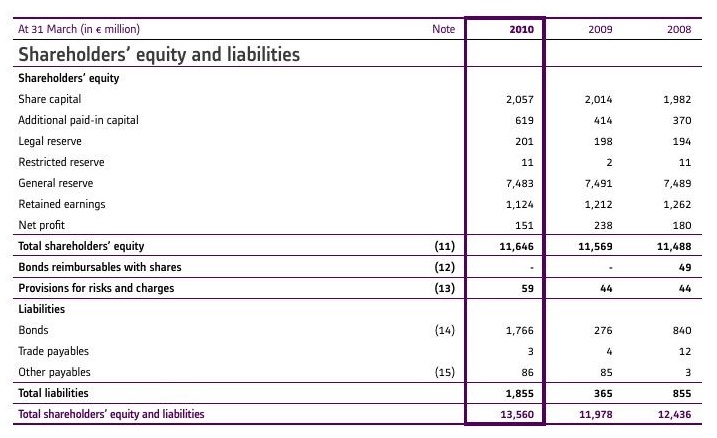 At 31 March (in € million) Note 2010 2009 2008
Shareholders' equity and liabilities
Shareholders' equity
Share capital 2,057 2,014 1,982
Additional paid-in capital 619 414 370
Legal reserve 201 198 194
Restricted reserve 11 2 11
General reserve 7,483 7,491 7,489
Retained earnings 1,124 1,212 1,262
Net profit 151 238 180
Total shareholders' equity (11) 11,646 11,569 11,488
Bonds reimbursables with shares (12) - - 49
Provisions for risks and charges (13) 59 44 44
Liabilities
Bonds (14) 1,766 276 840
Trade payables 3 4 12
Other payables (15) 86 85 3
Total liabilities 1,855 365 855
Total shareholders' equity and liabilities 13,560 11,978 12,436